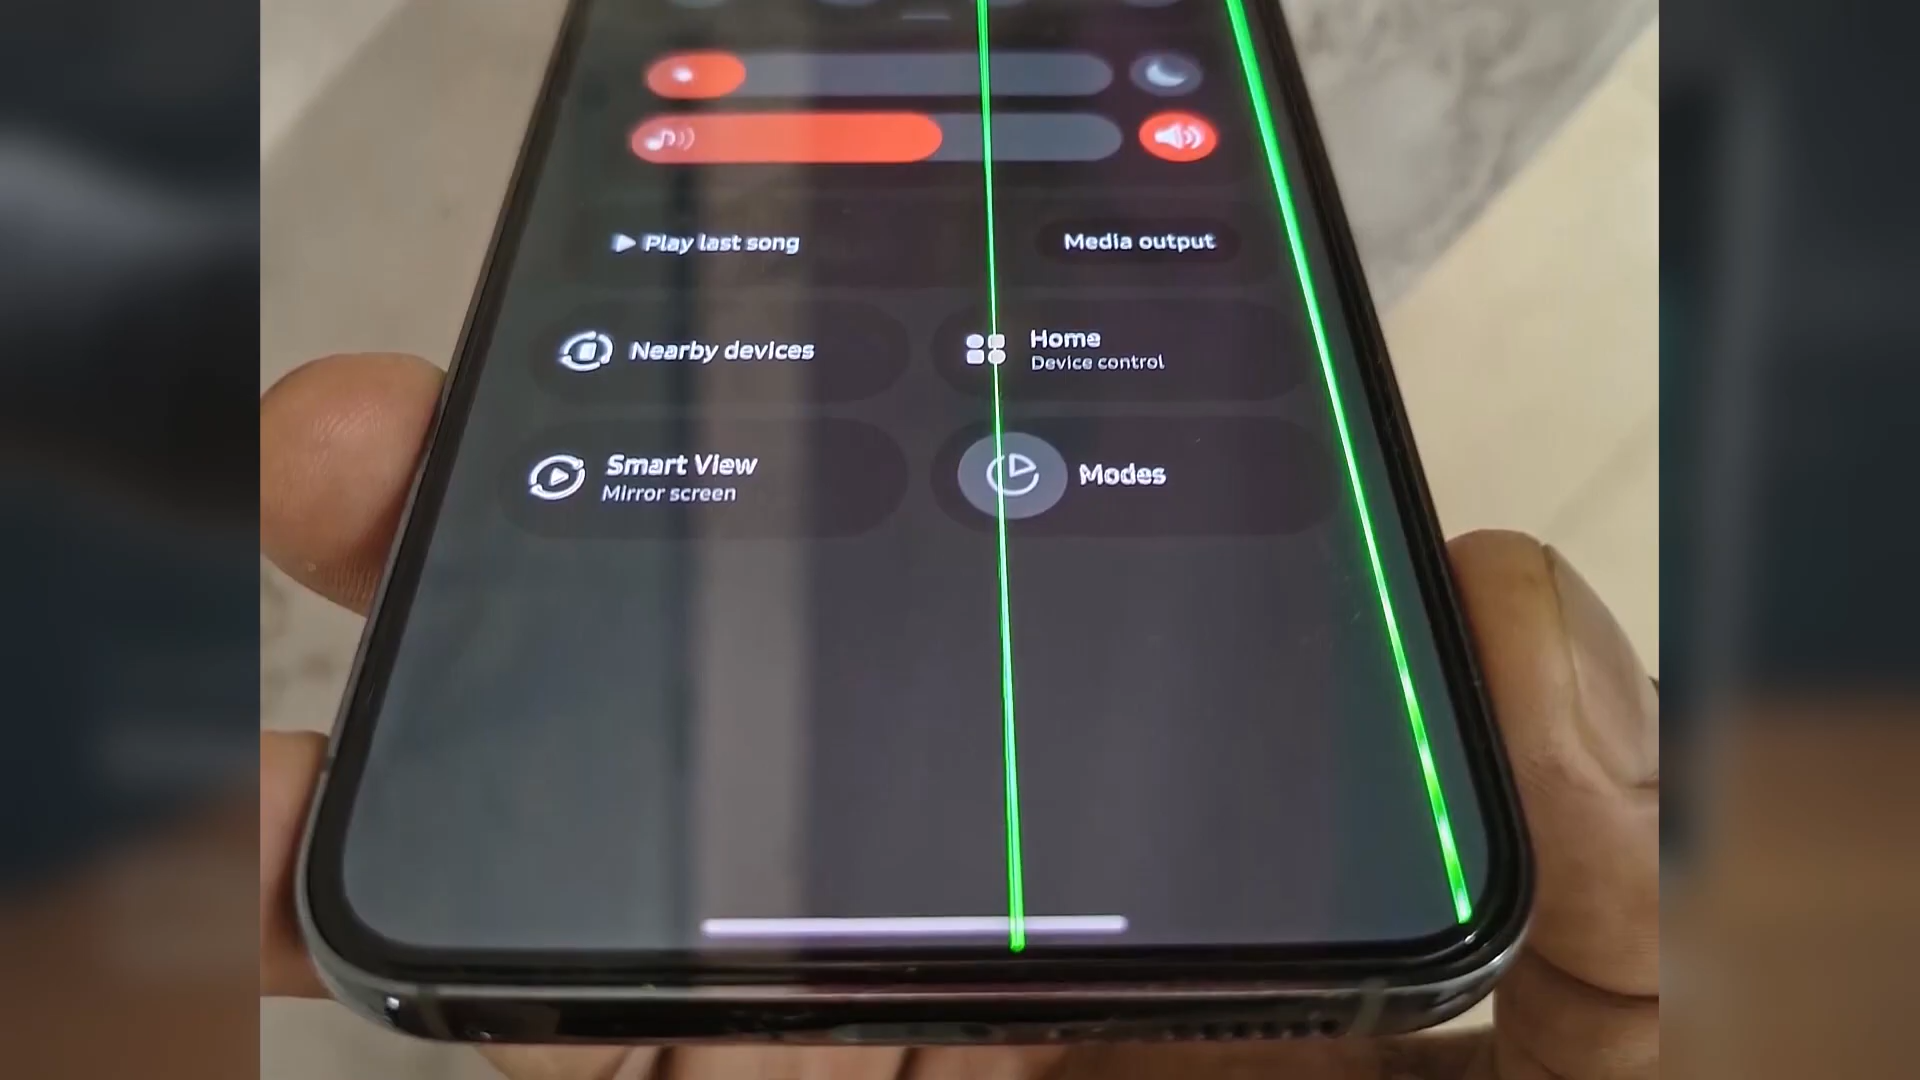 Play last song
Media output
Nearby devices
Home
Device control
Smart View
Mirror screen
Modes